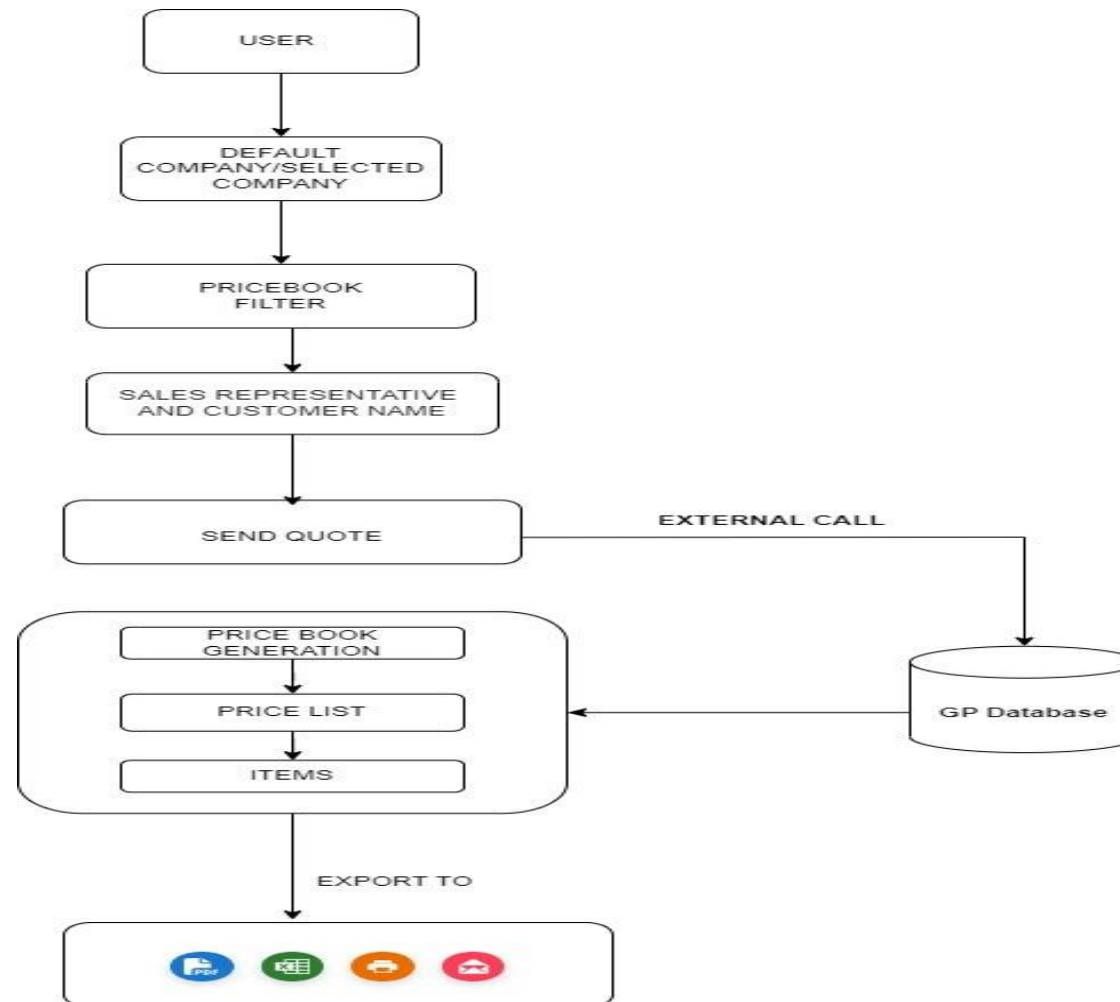 USER
DEFAULT
COMPANY/SELECTED
COMPANY
PRICEBOOK
FILTER
SALES REPRESENTATIVE
AND CUSTOMER NAME
SEND QUOTE
EXTERNAL CALL
PRICE BOOK
GENERATION
PRICE LIST
ITEMS
GP Database
EXPORT TO
PDF
X